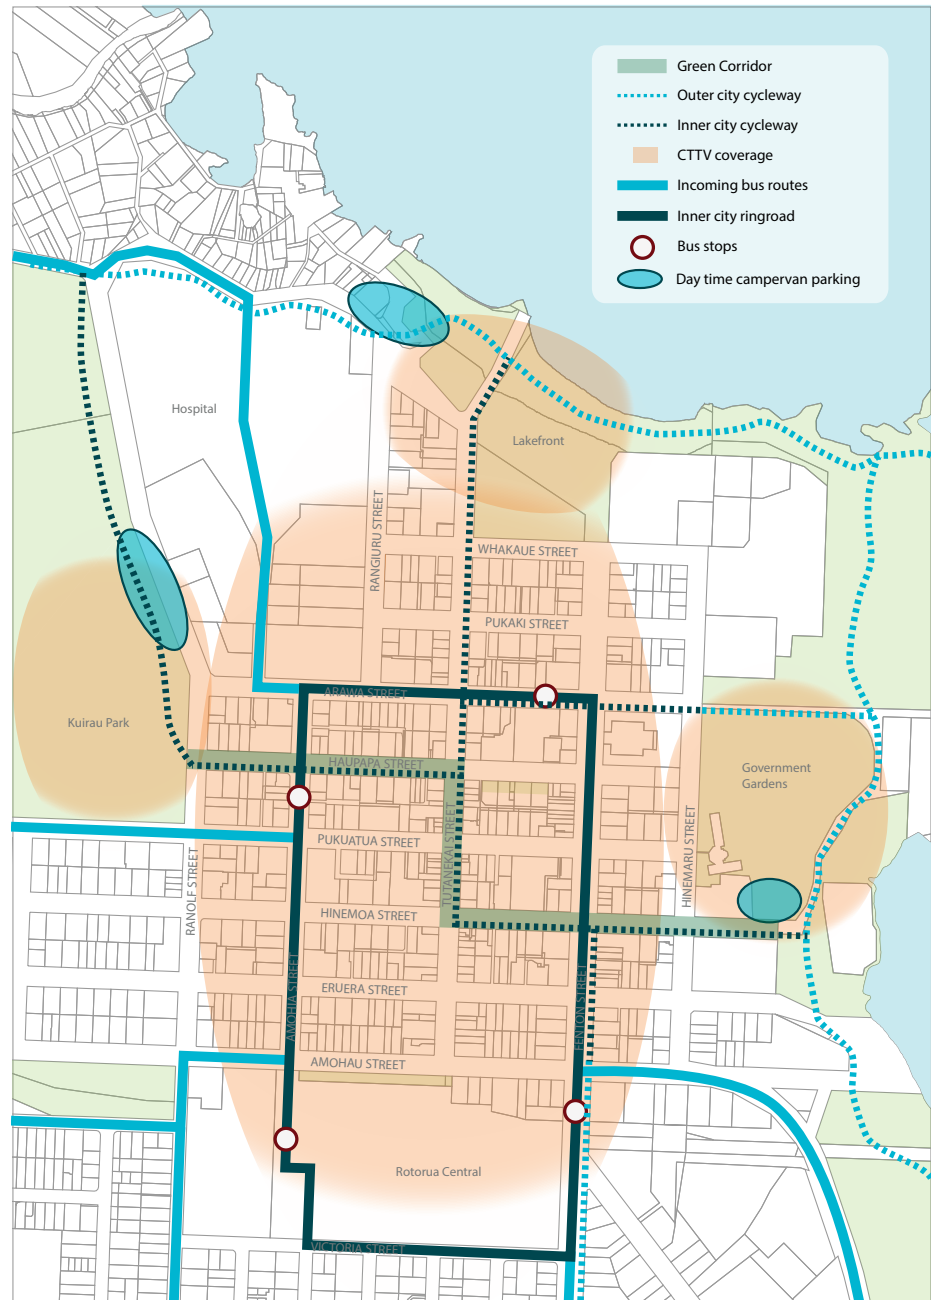 Green Corridor
Outer city cycleway
Inner city cycleway
CTTV coverage
Incoming bus routes
Inner city ringroad
Bus stops
Day time campervan parking
Hospital
Lakefront
RANGIURU STREET
WHAKAUE STREET
PUKAKI STREET
ARAWA STREET
Kuirau Park
HAUPAPA STREET
Government
Gardens
TUTANEKAI STREET
HINEMARU STREET
PUKUATUA STREET
RANOLF STREET
HINEMOA STREET
AMOHIA STREET
ERUERA STREET
FENTON STREET
AMOHAU STREET
Rotorua Central
VICTORIA STREET